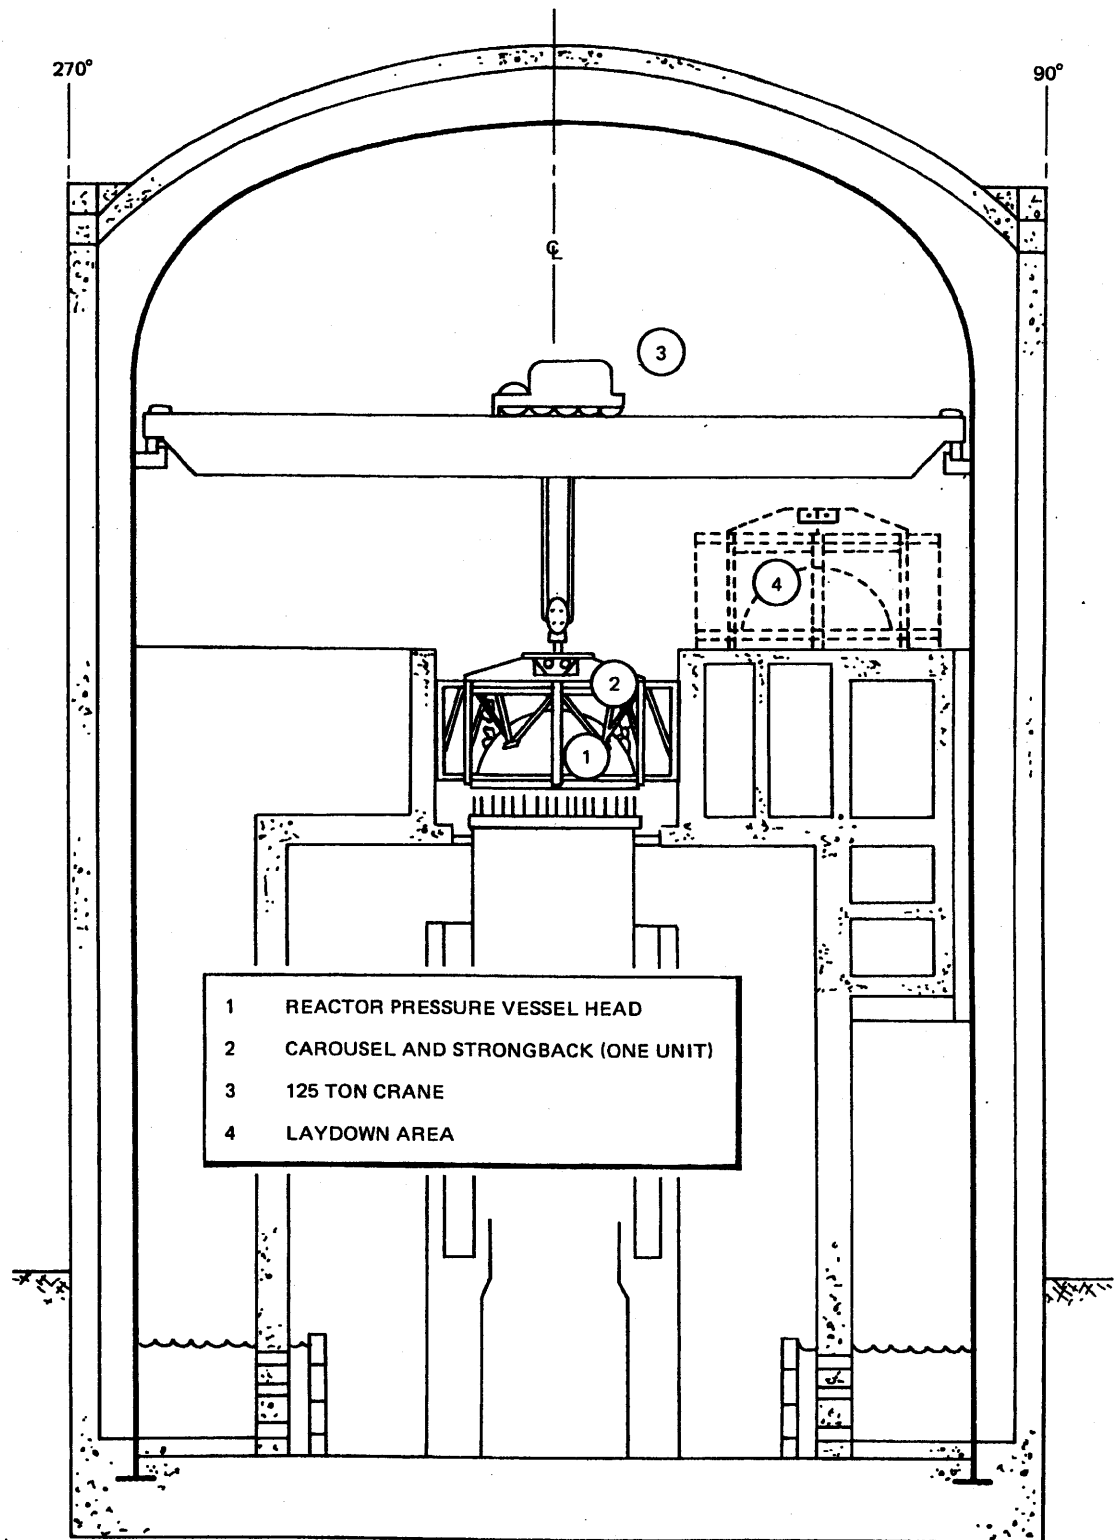 270°
90°
℄
3
4
2
1
1 REACTOR PRESSURE VESSEL HEAD
2 CAROUSEL AND STRONGBACK (ONE UNIT)
3 125 TON CRANE
4 LAYDOWN AREA